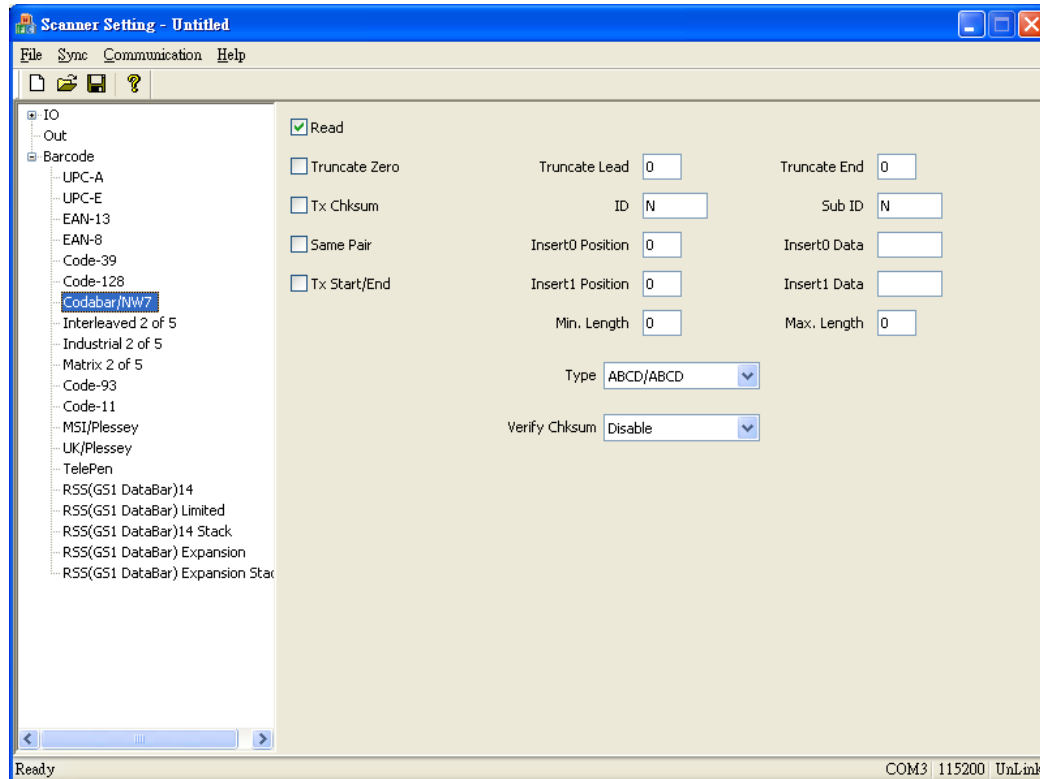 Scanner Setting - Untitled
File Sync Communication Help
IO
Out
Barcode
UPC-A
UPC-E
EAN-13
EAN-8
Code-39
Code-128
Codabar/NW7
Interleaved 2 of 5
Industrial 2 of 5
Matrix 2 of 5
Code-93
Code-11
MSI/Plessey
UK/Plessey
TelePen
RSS(GS1 DataBar)14
RSS(GS1 DataBar) Limited
RSS(GS1 DataBar)14 Stack
RSS(GS1 DataBar) Expansion
RSS(GS1 DataBar) Expansion Stac
Read
Truncate Zero Truncate Lead 0 Truncate End 0
Tx Chksum ID N Sub ID N
Same Pair Insert0 Position 0 Insert0 Data
Tx Start/End Insert1 Position 0 Insert1 Data
Min. Length 0 Max. Length 0
Type ABCD/ABCD
Verify Chksum Disable
Ready COM3 115200 UnLink